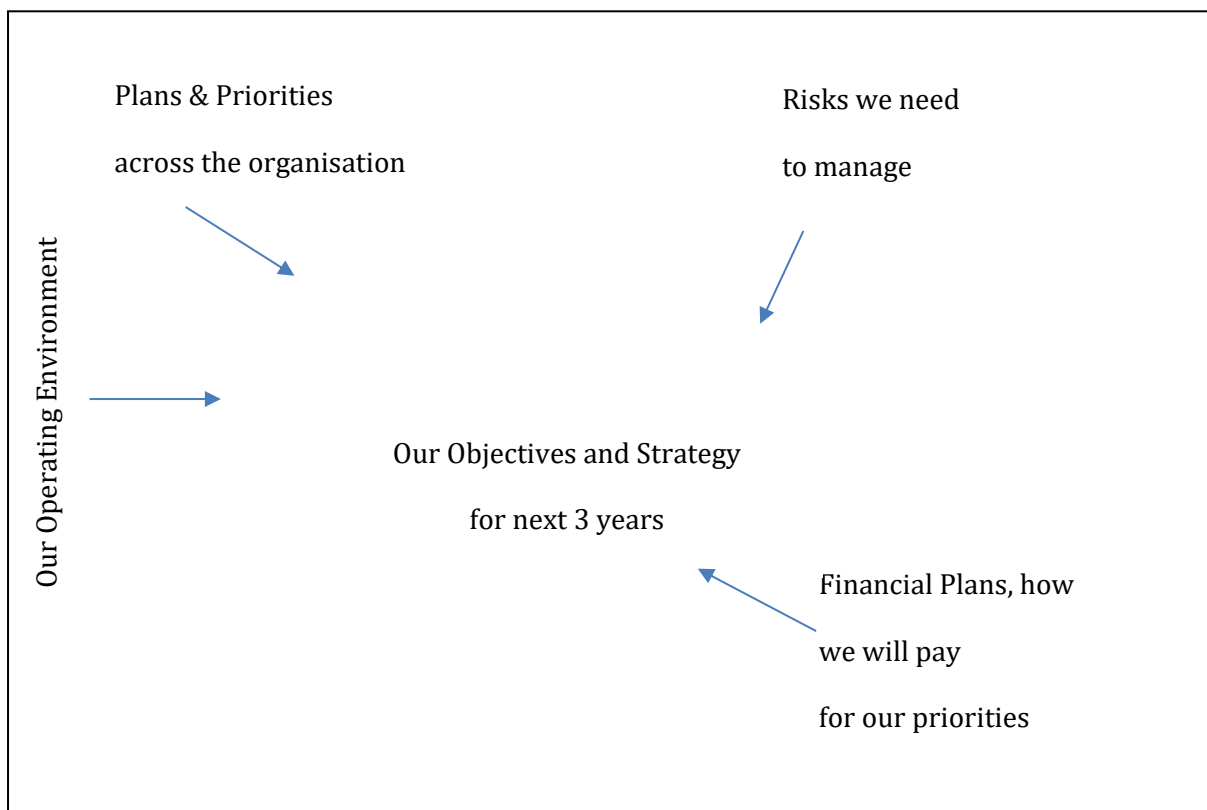 Plans & Priorities
across the organisation
Risks we need
to manage
Our Operating Environment
Our Objectives and Strategy
for next 3 years
Financial Plans, how
we will pay
for our priorities